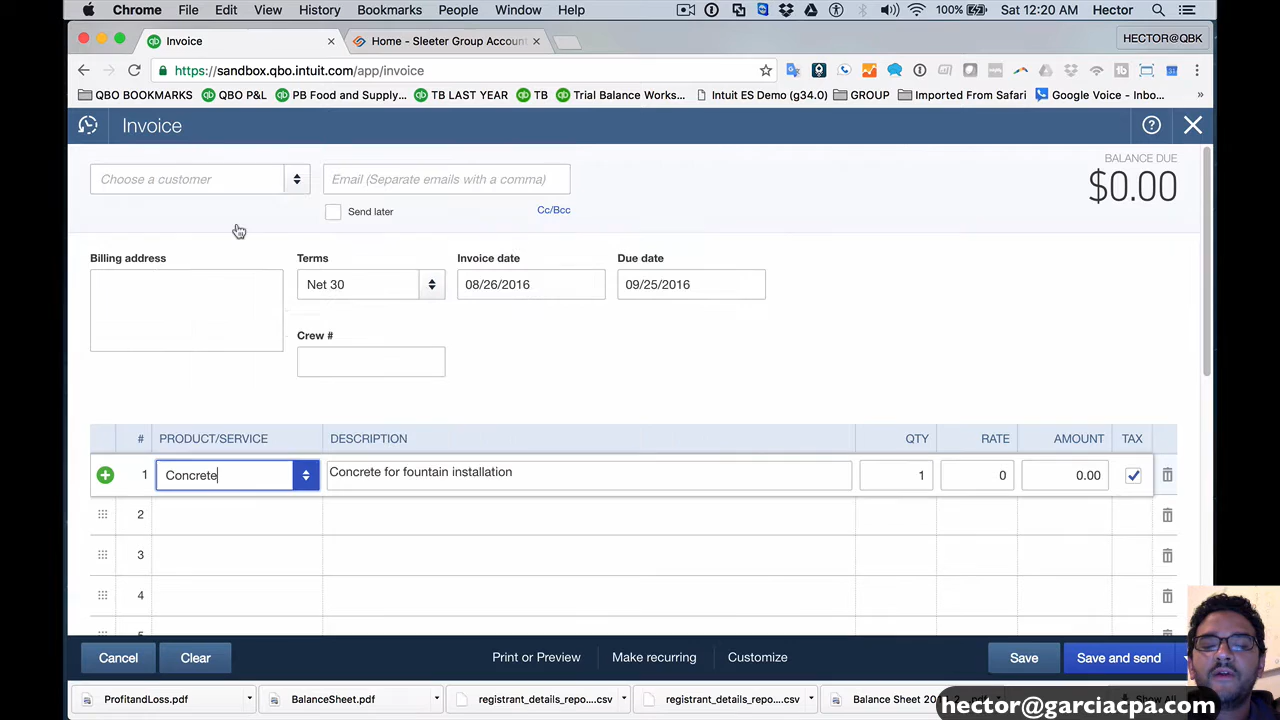 Chrome File Edit View History Bookmarks People Window Help 100% Sat 12:20 AM Hector
Invoice Home - Sleeter Group Account HECTOR@QBK
https://sandbox.qbo.intuit.com/app/invoice
QBO BOOKMARKS QBO P&L PB Food and Supply... TB LAST YEAR TB Trial Balance Works... Intuit ES Demo (g34.0) GROUP Imported From Safari Google Voice - Inbo... »
Invoice
BALANCE DUE
$0.00
Choose a customer Email (Separate emails with a comma)
Send later Cc/Bcc
Billing address Terms Invoice date Due date
Net 30 08/26/2016 09/25/2016
Crew #
# PRODUCT/SERVICE DESCRIPTION QTY RATE AMOUNT TAX
1 Concrete Concrete for fountain installation 1 0 0.00
2
3
4
Cancel Clear Print or Preview Make recurring Customize Save Save and send
ProfitandLoss.pdf BalanceSheet.pdf registrant_details_repo....csv registrant_details_repo....csv Balance Sheet Show All
hector@garciacpa.com